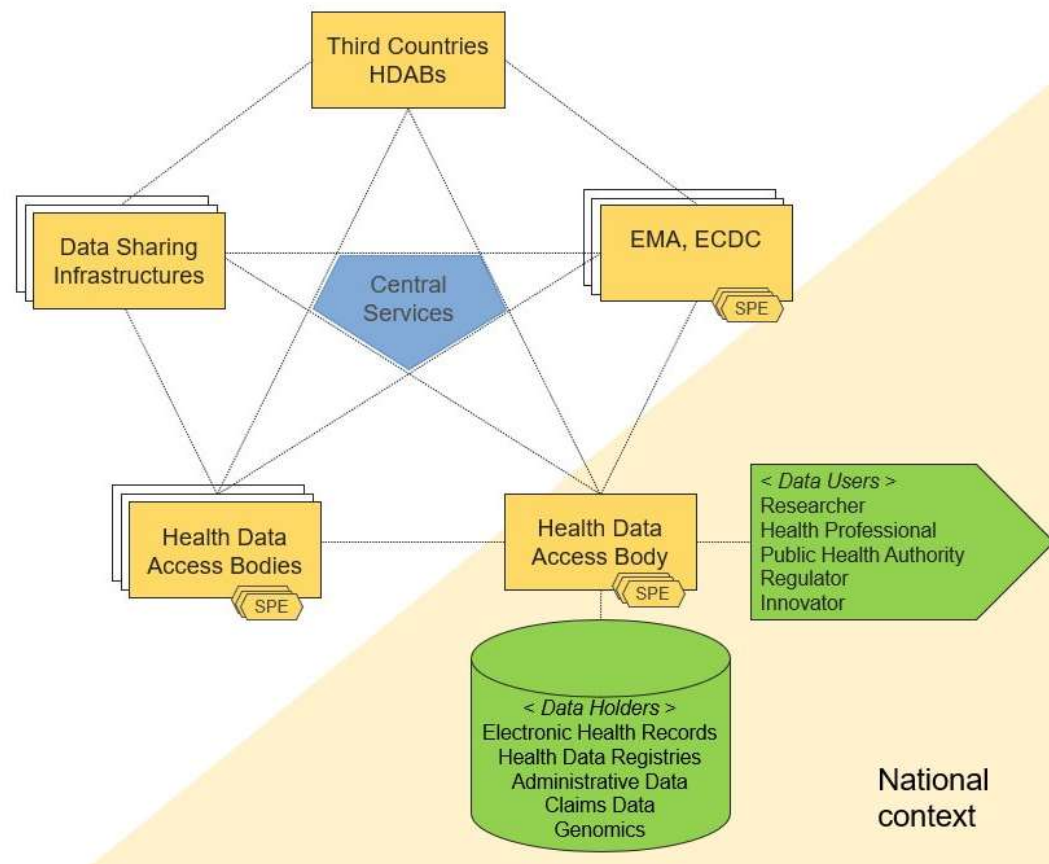 Third Countries
HDABs
Data Sharing
Infrastructures
EMA, ECDC
SPE
Central
Services
Health Data
Access Bodies
SPE
Health Data
Access Body
SPE
< Data Users >
Researcher
Health Professional
Public Health Authority
Regulator
Innovator
< Data Holders >
Electronic Health Records
Health Data Registries
Administrative Data
Claims Data
Genomics
National
context